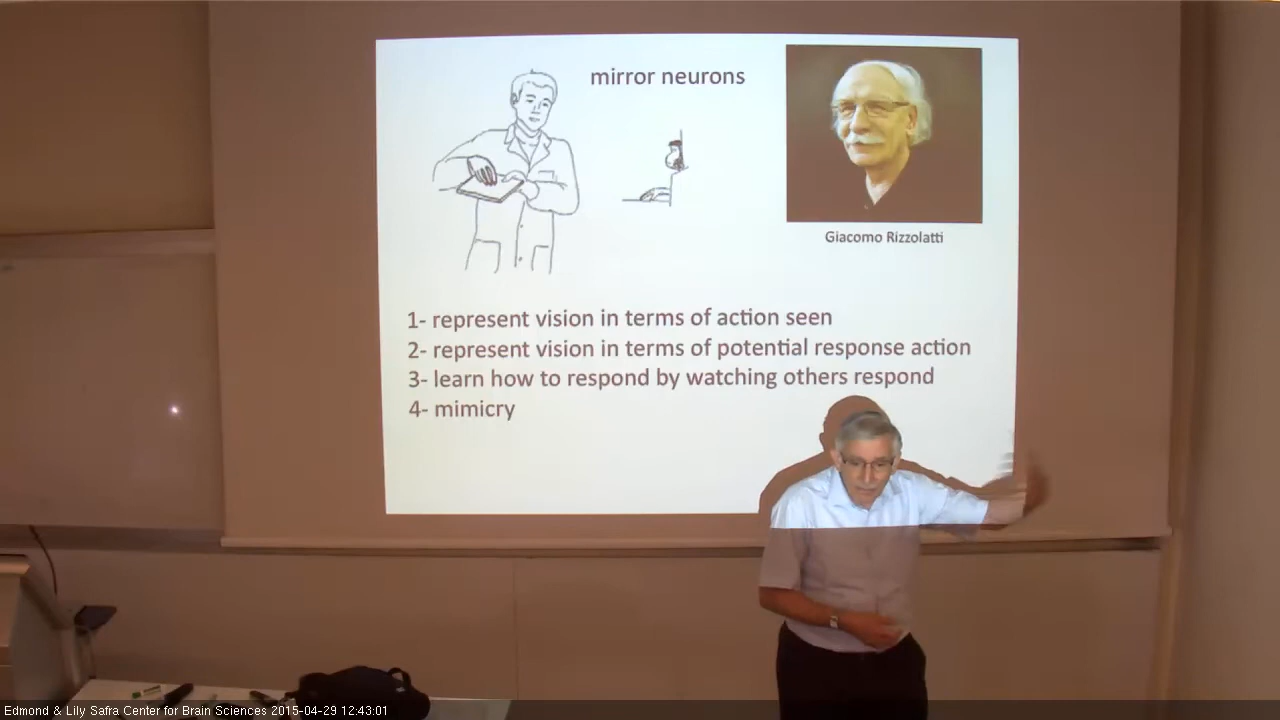 mirror neurons
Giacomo Rizzolatti
1- represent vision in terms of action seen
2- represent vision in terms of potential response action
3- learn how to respond by watching others respond
4- mimicry
Edmond & Lily Safra Center for Brain Sciences 2015-04-29 12:43:01